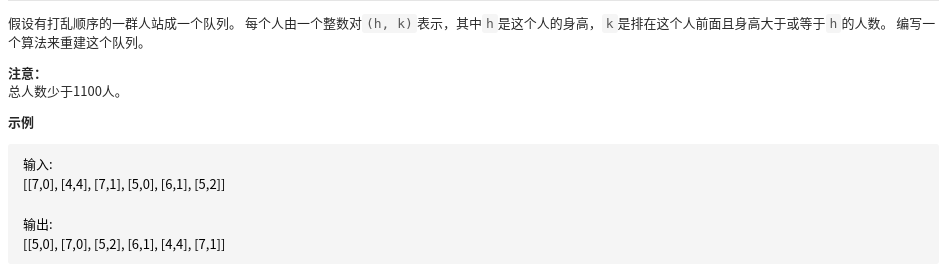 假设有打乱顺序的一群人站成一个队列。 每个人由一个整数对 (h, k) 表示，其中 h 是这个人的身高， k 是排在这个人前面且身高大于或等于 h 的人数。 编写一
个算法来重建这个队列。
注意：
总人数少于1100人。
示例
输入:
[[7,0], [4,4], [7,1], [5,0], [6,1], [5,2]]
输出:
[[5,0], [7,0], [5,2], [6,1], [4,4], [7,1]]